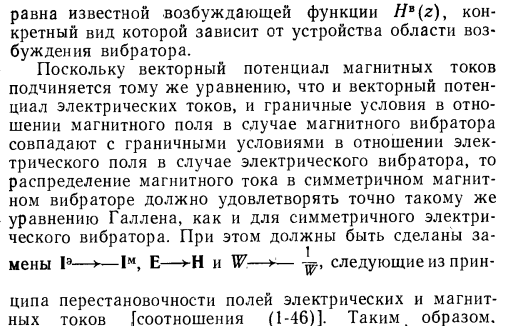 равна известной возбуждающей функции Hᵇ(z), кон-
кретный вид которой зависит от устройства области воз-
буждения вибратора.
Поскольку векторный потенциал магнитных токов
подчиняется тому же уравнению, что и векторный потен-
циал электрических токов, и граничные условия в отно-
шении магнитного поля в случае магнитного вибратора
совпадают с граничными условиями в отношении элек-
трического поля в случае электрического вибратора, то
распределение магнитного тока в симметричном магнит-
ном вибраторе должно удовлетворять точно такому же
уравнению Галлена, как и для симметричного электри-
ческого вибратора. При этом должны быть сделаны за-
мены Iᵉ—→—Iᴹ, E—→H и W—→— 1/W, следующие из прин-
ципа перестановочности полей электрических и магнит-
ных токов [соотношения (1-46)]. Таким образом,